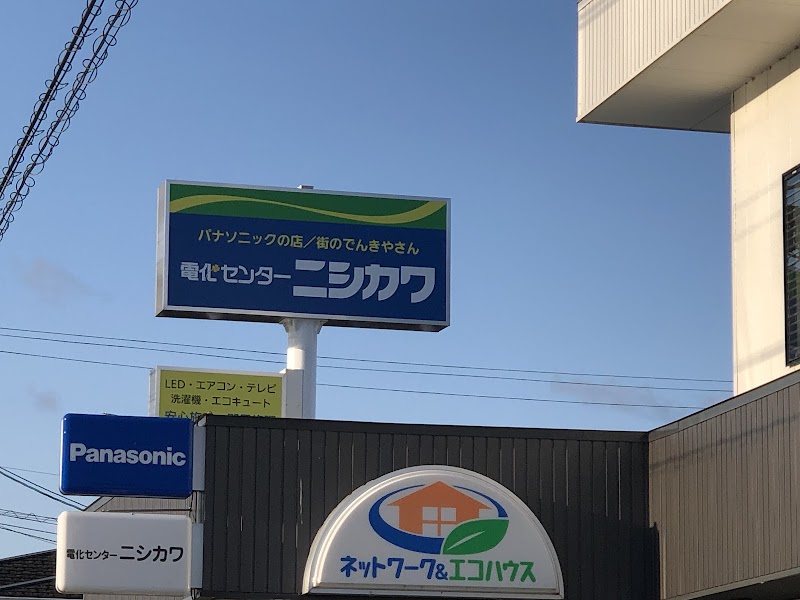 パナソニックの店/街のでんきやさん
電化センター ニシカワ
LED・エアコン・テレビ
洗濯機・エコキュート
Panasonic
電化センター ニシカワ
ネットワーク&エコハウス